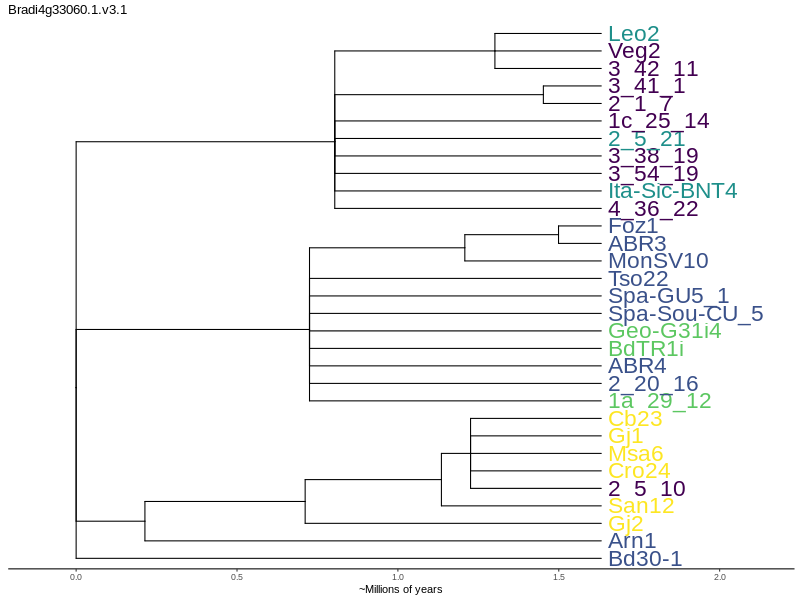 Bradi4g33060.1.v3.1
Leo2
Veg2
3_42_11
3_41_1
2_1_7
1c_25_14
2_5_21
3_38_19
3_54_19
Ita-Sic-BNT4
4_36_22
Foz1
ABR3
MonSV10
Tso22
Spa-GU5_1
Spa-Sou-CU_5
Geo-G31i4
BdTR1i
ABR4
2_20_16
1a_29_12
Cb23
Gj1
Msa6
Cro24
2_5_10
San12
Gj2
Arn1
Bd30-1
0.0 0.5 1.0 1.5 2.0
~Millions of years